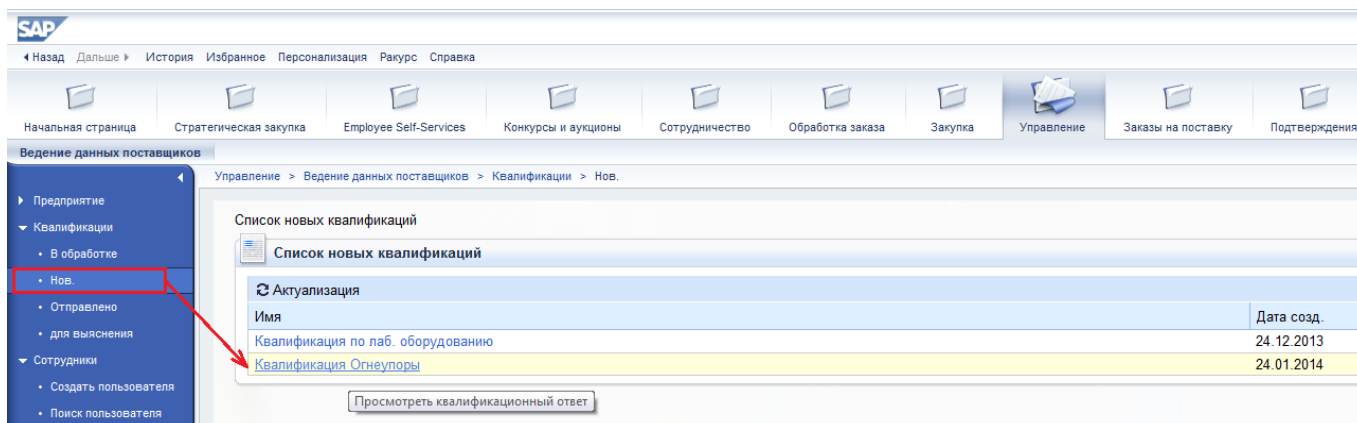 SAP
Назад Дальше История Избранное Персонализация Ракурс Справка
Начальная страница Стратегическая закупка Employee Self-Services Конкурсы и аукционы Сотрудничество Обработка заказа Закупка Управление Заказы на поставку Подтверждения
Ведение данных поставщиков
Управление > Ведение данных поставщиков > Квалификации > Нов.
Предприятие
Квалификации
• В обработке
• Нов.
• Отправлено
• для выяснения
Сотрудники
• Создать пользователя
• Поиск пользователя
Список новых квалификаций
Список новых квалификаций
Актуализация
Имя Дата созд.
Квалификация по лаб. оборудованию 24.12.2013
Квалификация Огнеупоры 24.01.2014
Просмотреть квалификационный ответ